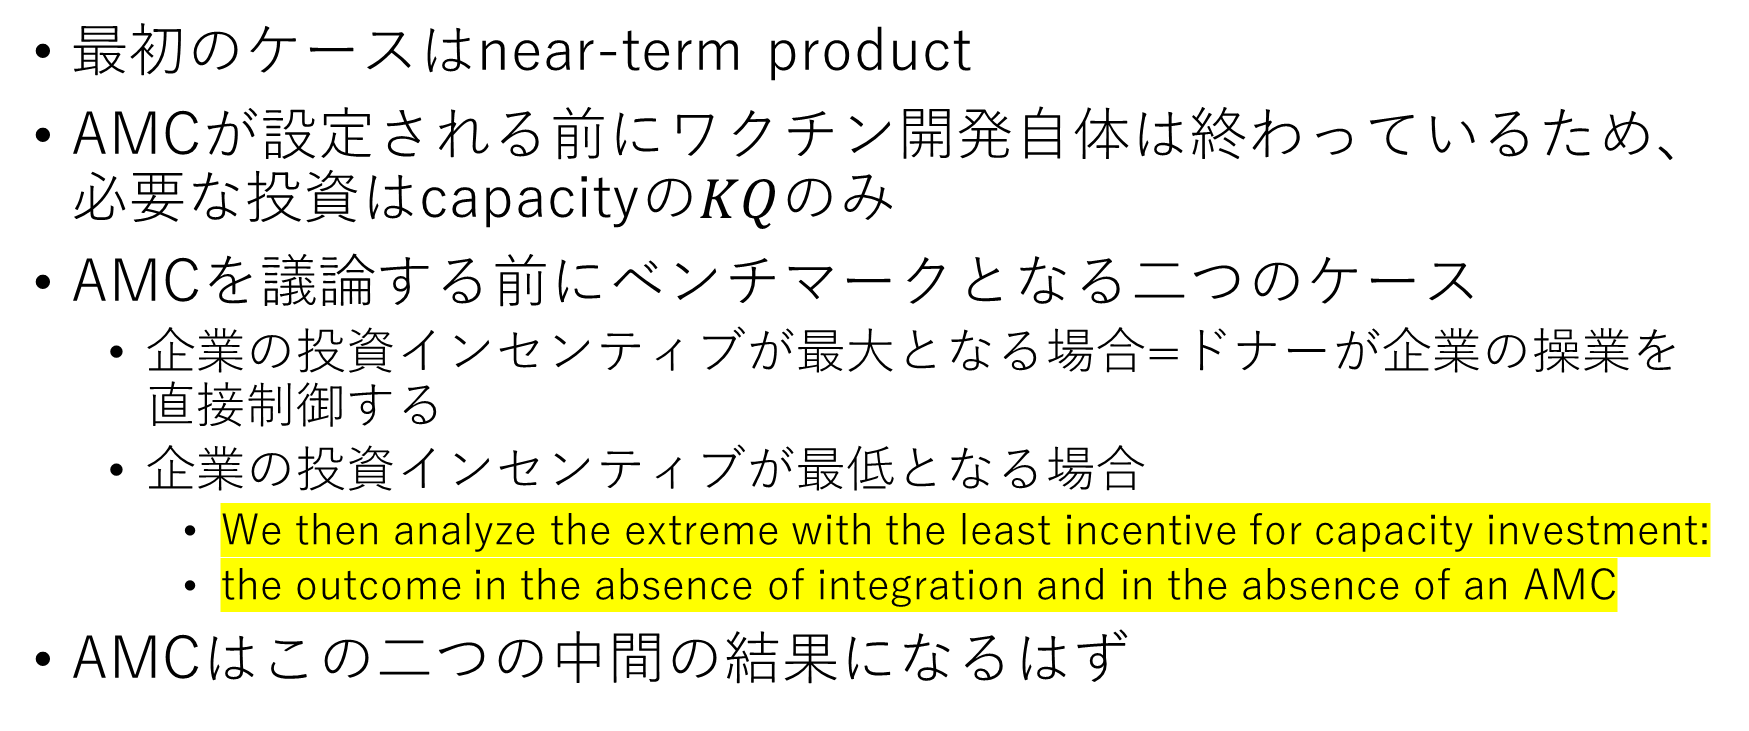 • 最初のケースはnear-term product
• AMCが設定される前にワクチン開発自体は終わっているため、
必要な投資はcapacityのKQのみ
• AMCを議論する前にベンチマークとなる二つのケース
• 企業の投資インセンティブが最大となる場合=ドナーが企業の操業を
直接制御する
• 企業の投資インセンティブが最低となる場合
• We then analyze the extreme with the least incentive for capacity investment:
• the outcome in the absence of integration and in the absence of an AMC
• AMCはこの二つの中間の結果になるはず